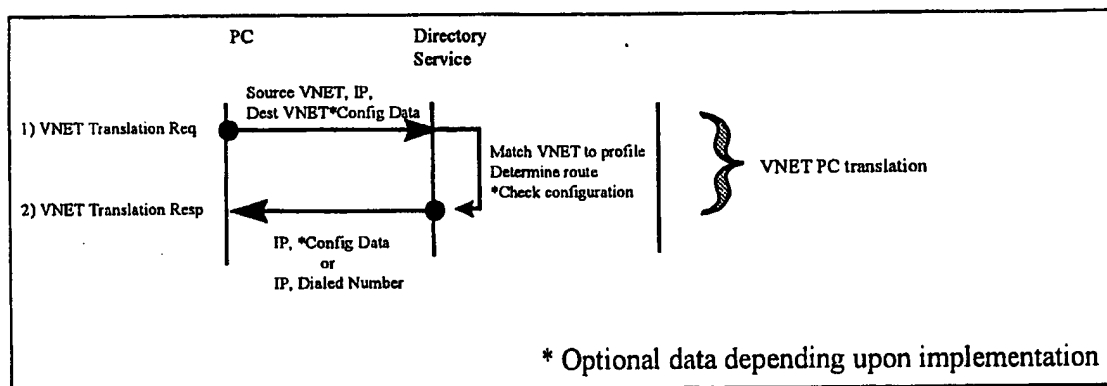 PC
Directory
Service
Source VNET, IP,
Dest VNET*Config Data
1) VNET Translation Req
Match VNET to profile
Determine route
*Check configuration
VNET PC translation
2) VNET Translation Resp
IP, *Config Data
or
IP, Dialed Number
* Optional data depending upon implementation